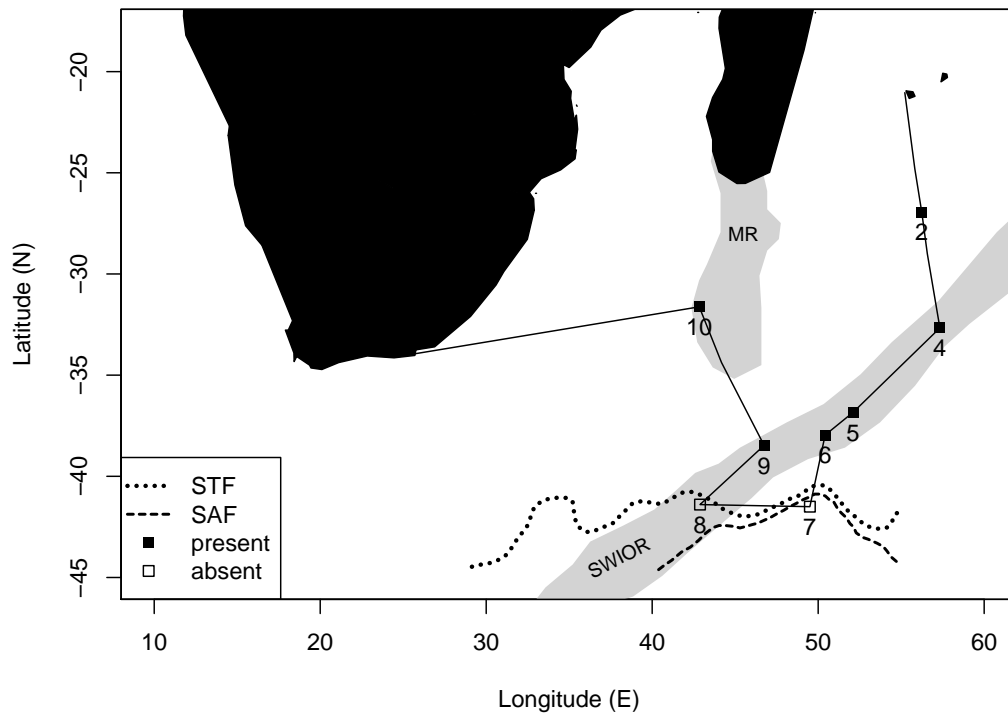 Latitude (N)
−20
−25
−30
−35
−40
−45
MR
2
10
4
5
6
9
8
7
SWIOR
STF
SAF
present
absent
10
20
30
40
50
60
Longitude (E)